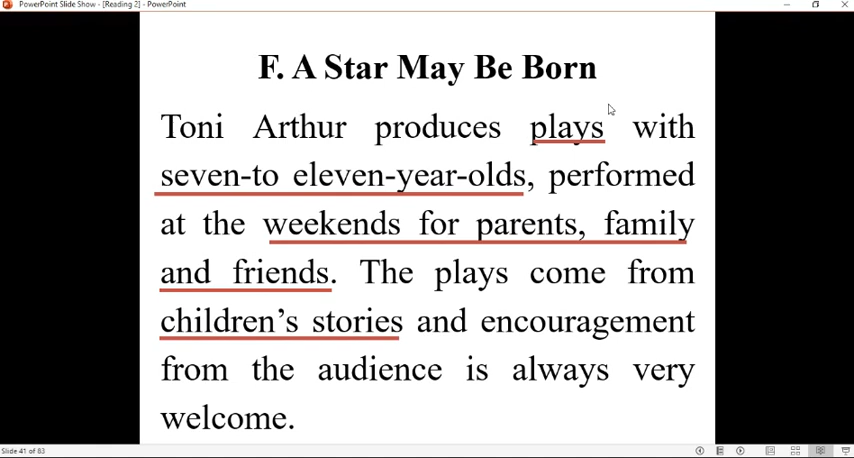 PowerPoint Slide Show - [Reading 2] - PowerPoint
F. A Star May Be Born
Toni Arthur produces plays with
seven-to eleven-year-olds, performed
at the weekends for parents, family
and friends. The plays come from
children's stories and encouragement
from the audience is always very
welcome.
Slide 41 of 83